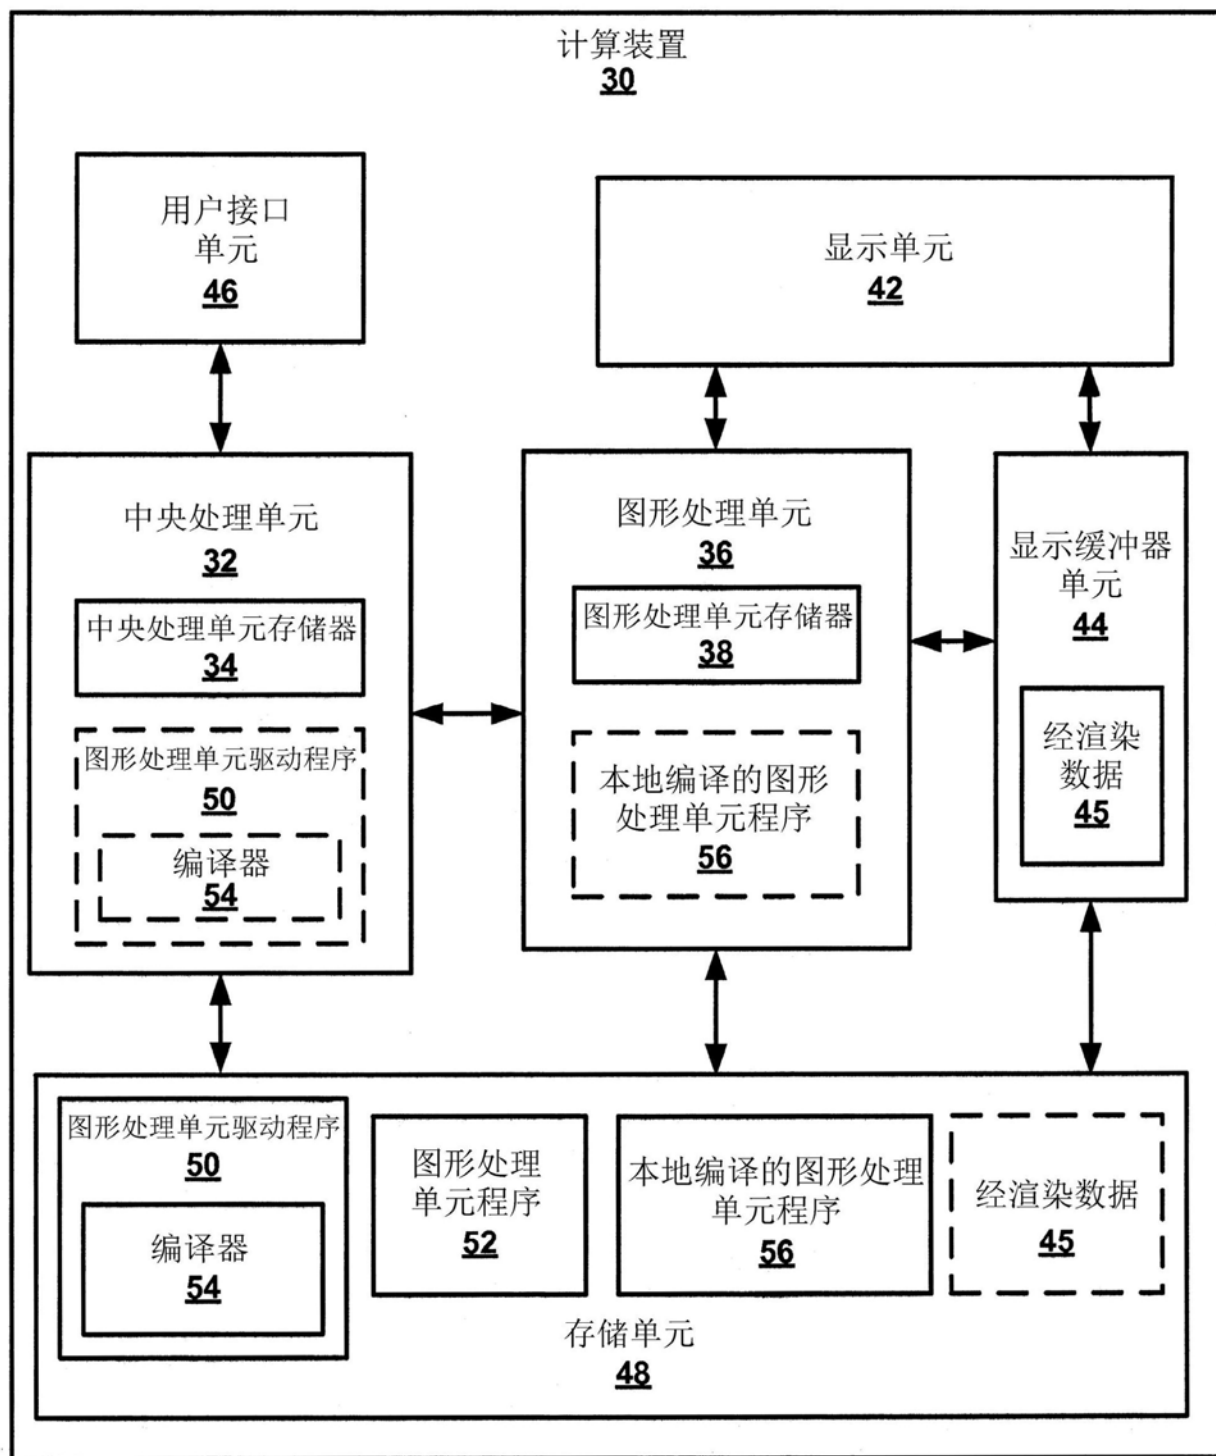 计算装置
30
用户接口
单元
46
显示单元
42
中央处理单元
32
中央处理单元存储器
34
图形处理单元驱动程序
50
编译器
54
图形处理单元
36
图形处理单元存储器
38
本地编译的图形
处理单元程序
56
显示缓冲器
单元
44
经渲染
数据
45
图形处理单元驱动程序
50
编译器
54
图形处理
单元程序
52
本地编译的图形处理
单元程序
56
经渲染数据
45
存储单元
48